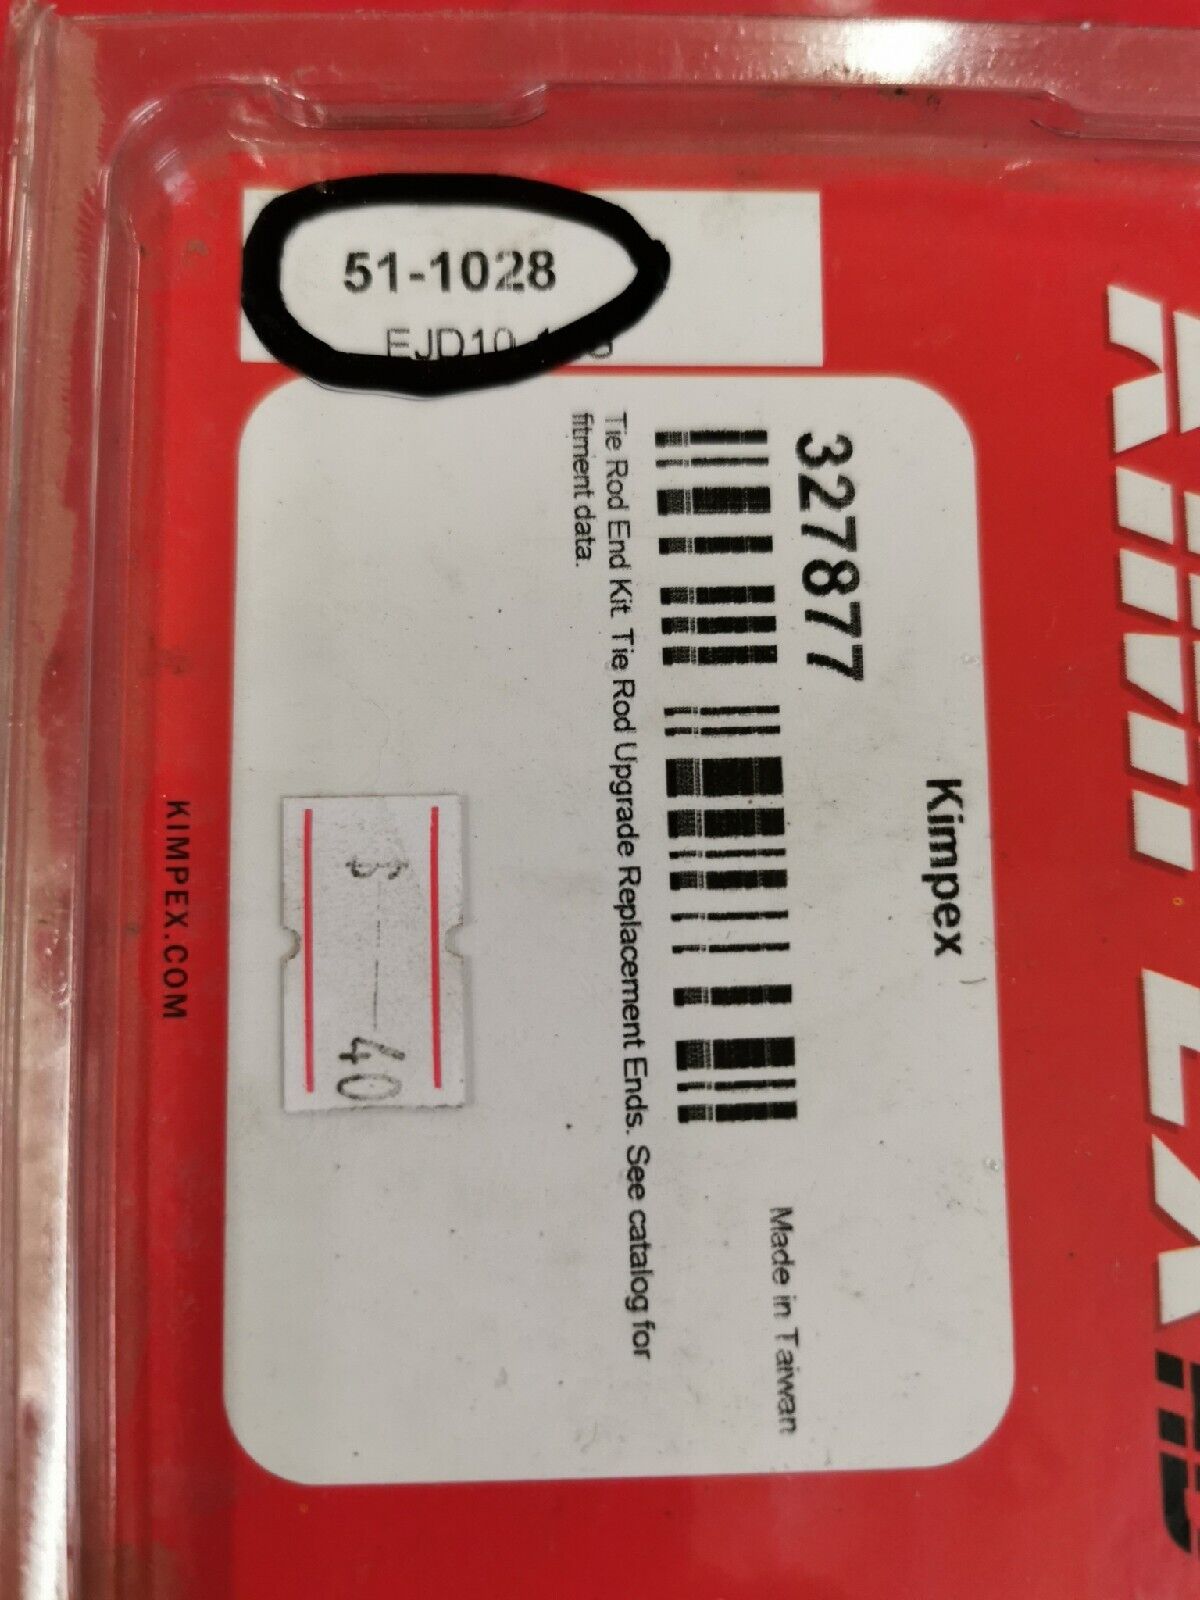 51-1028
Kimpex
327877
Made in Taiwan
Tie Rod End Kit. Tie Rod Upgrade Replacement Ends. See catalog for
fitment data.
40
KIMPEX.COM